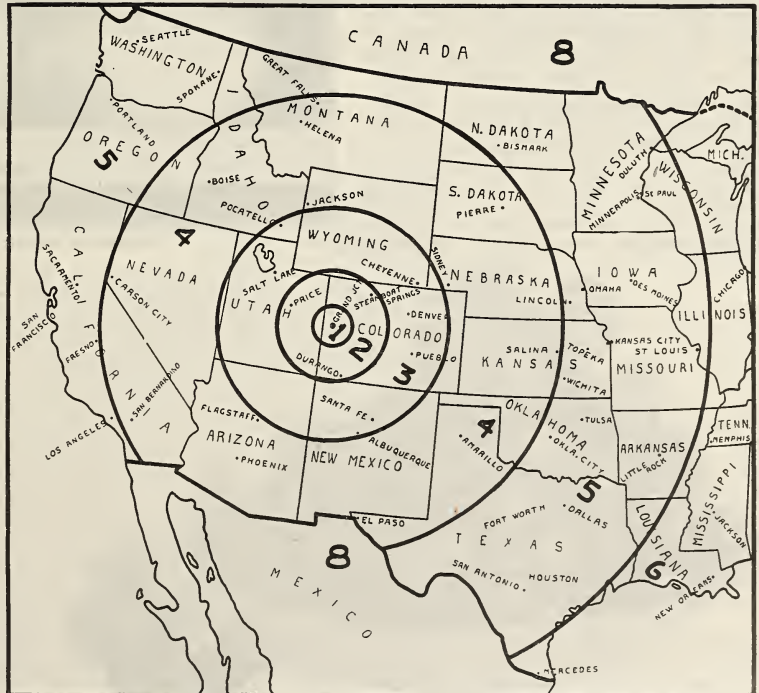 CANADA
8
SEATTLE
WASHINGTON
SPOKANE
GREAT FALLS
MONTANA
HELENA
N. DAKOTA
BISMARK
MINNESOTA
DULUTH
MICH.
PORTLAND
OREGON
5
IDAHO
BOISE
POCATELLO
JACKSON
S. DAKOTA
PIERRE
MINNEAPOLIS
ST PAUL
WISCONSIN
4
WYOMING
CHEYENNE
SIDNEY
NEBRASKA
LINCOLN
IOWA
OMAHA
DES MOINES
CHICAGO
ILLINOIS
CALIFORNIA
SACRAMENTO
NEVADA
CARSON CITY
SALT LAKE
UTAH
PRICE
GRAND JCT.
STEAMBOAT
SPRINGS
DENVER
COLORADO
1
2
PUEBLO
3
DURANGO
SAN
FRANCISCO
FRESNO
SAN BERNARDINO
LOS ANGELES
SALINA
TOPEKA
KANSAS
WICHITA
KANSAS CITY
ST LOUIS
MISSOURI
FLAGSTAFF
ARIZONA
PHOENIX
SANTA FE
ALBUQUERQUE
NEW MEXICO
4
AMARILLO
OKLAHOMA
TULSA
OKLA. CITY
ARKANSAS
LITTLE
ROCK
TENN.
MEMPHIS
MISSISSIPPI
JACKSON
5
EL PASO
FORT WORTH
DALLAS
TEXAS
SAN ANTONIO
HOUSTON
LOUISIANA
6
NEW ORLEANS
8
MEXICO
MERCEDES